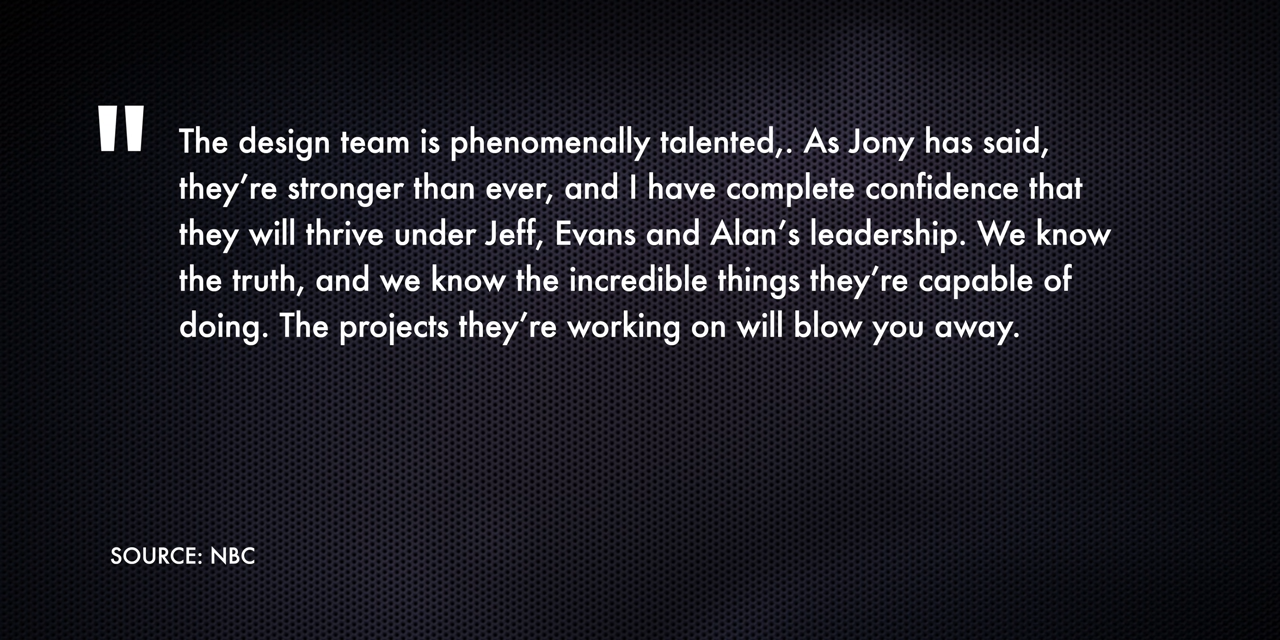 " The design team is phenomenally talented,. As Jony has said,
they’re stronger than ever, and I have complete confidence that
they will thrive under Jeff, Evans and Alan’s leadership. We know
the truth, and we know the incredible things they’re capable of
doing. The projects they’re working on will blow you away.
SOURCE: NBC